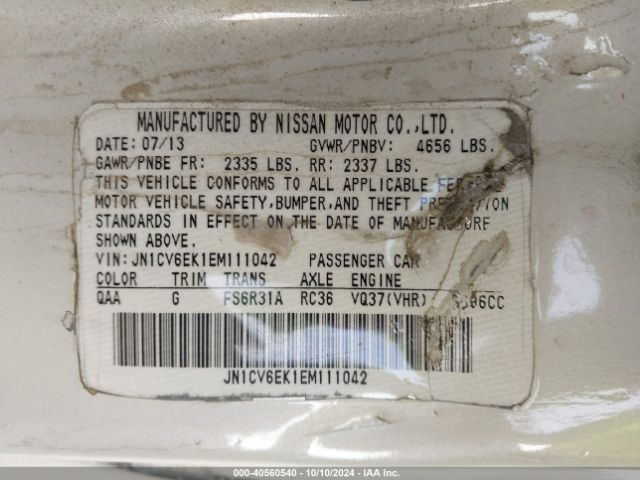 MANUFACTURED BY NISSAN MOTOR CO.,LTD.
DATE: 07/13 GVWR/PNBV: 4656 LBS.
GAWR/PNBE FR: 2335 LBS. RR: 2337 LBS.
THIS VEHICLE CONFORMS TO ALL APPLICABLE
MOTOR VEHICLE SAFETY,BUMPER,AND THEFT
STANDARDS IN EFFECT ON THE DATE OF
SHOWN ABOVE.
VIN:JN1CV6EK1EM111042 PASSENGER CAR
COLOR TRIM TRANS AXLE ENGINE
QAA G FS6R31A RC36 VQ37(VHR)
JN1CV6EK1EM111042
000-40560540 - 10/10/2024 - IAA Inc.